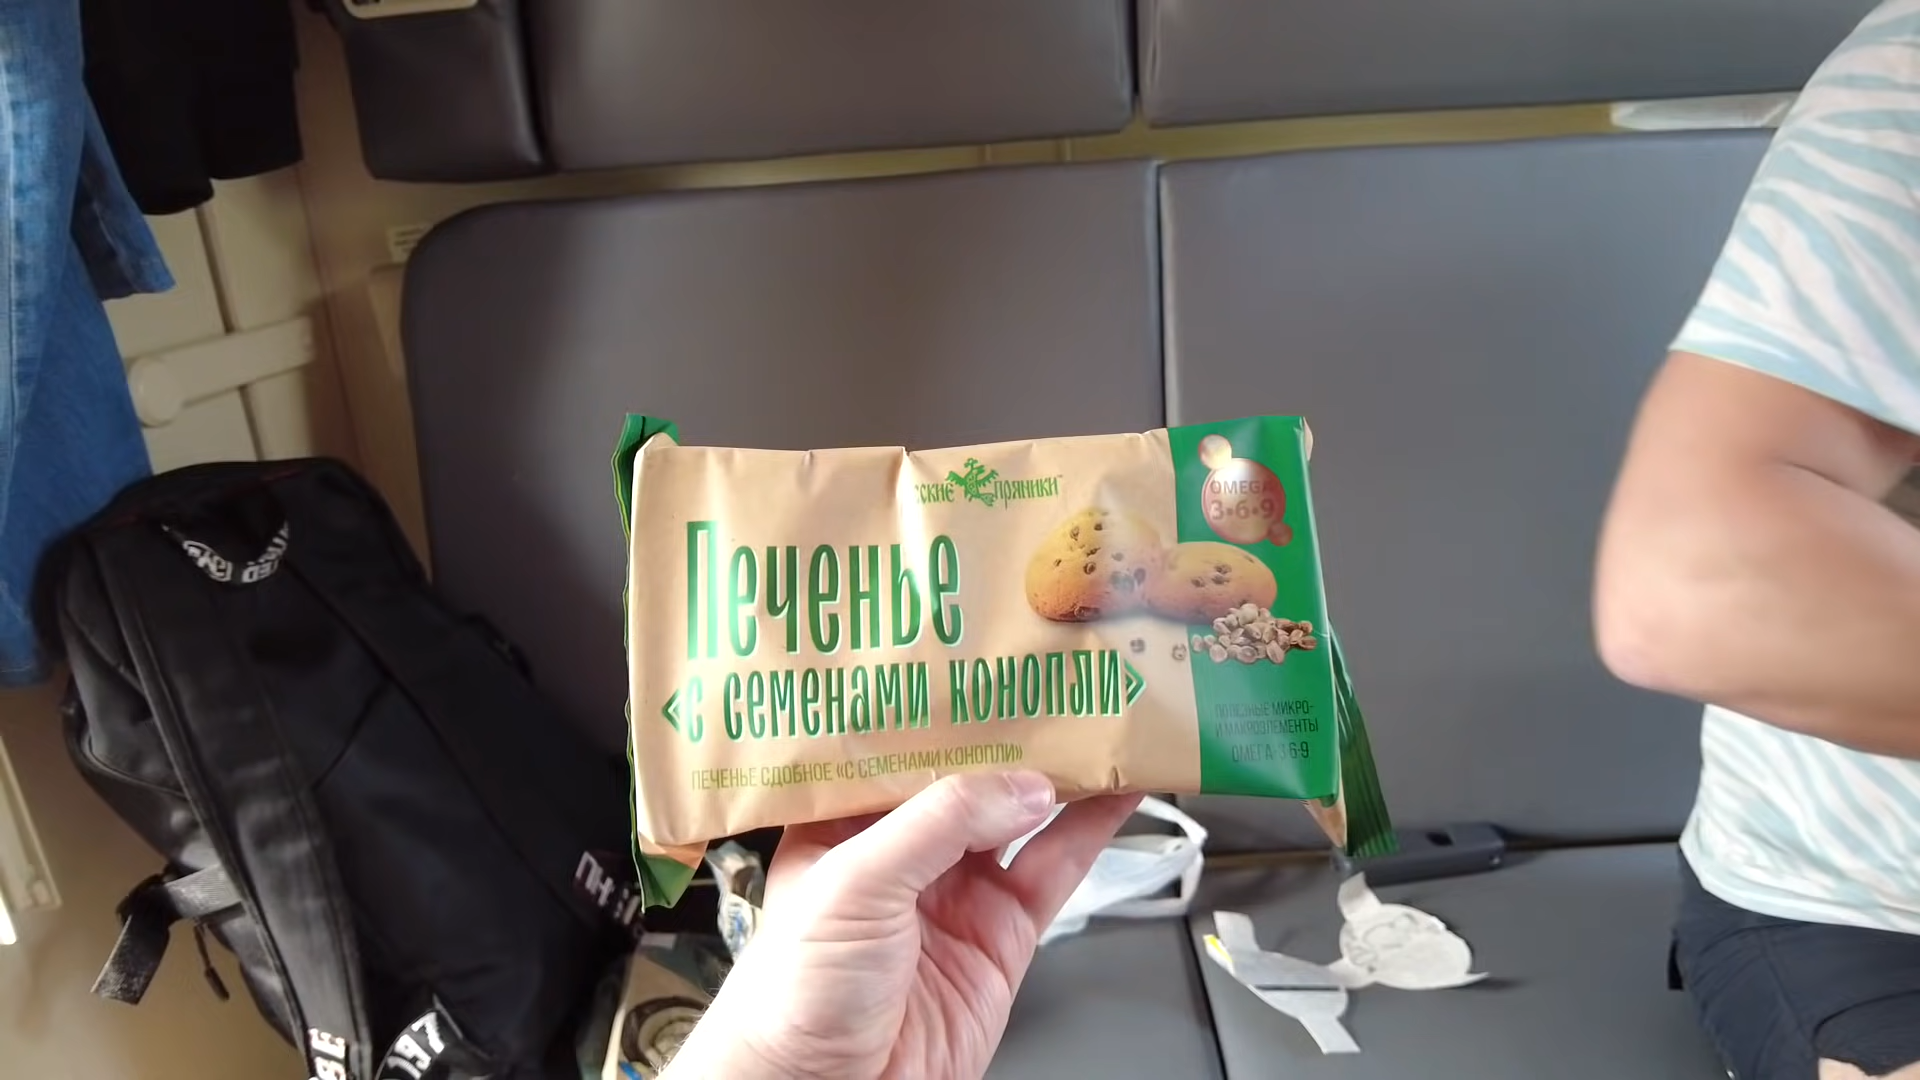 пряники
Печенье
«с семенами конопли»
ПЕЧЕНЬЕ СДОБНОЕ «С СЕМЕНАМИ КОНОПЛИ»
OMEGA
3•6•9
ПОЛЕЗНЫЕ МИКРО-
И МАКРОЭЛЕМЕНТЫ
ОМЕГА-3·6·9
197